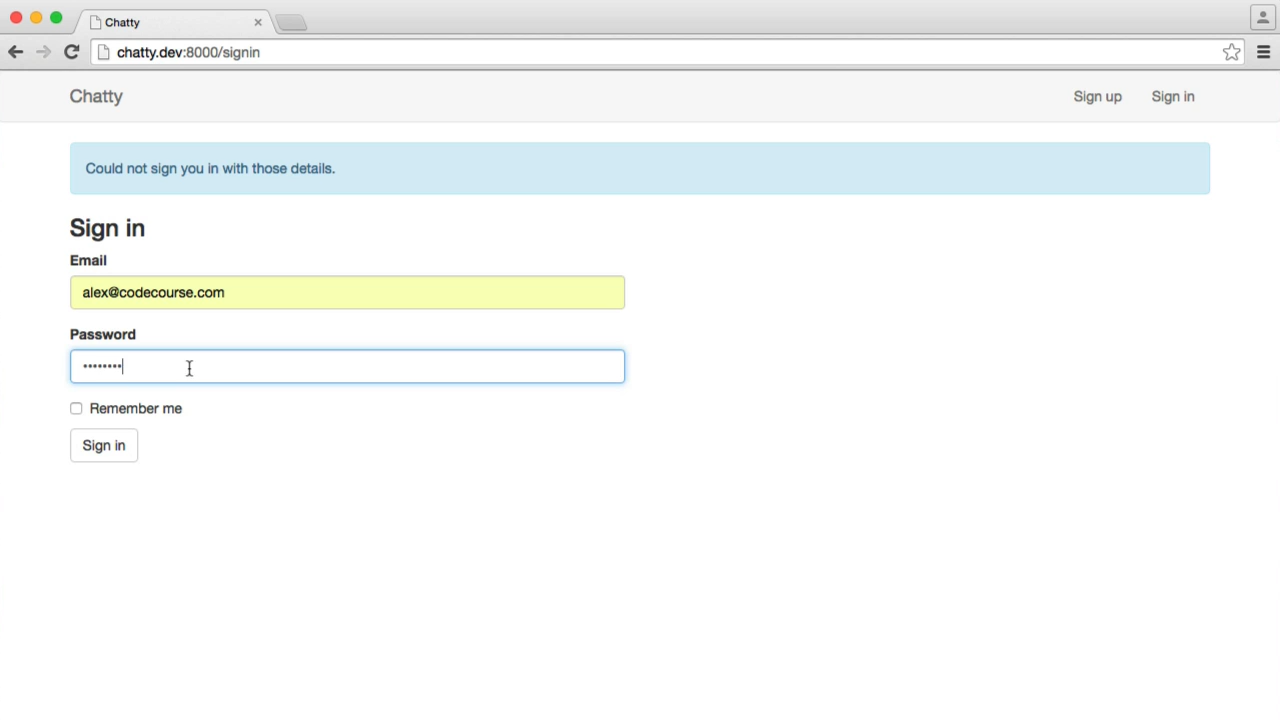 Chatty
chatty.dev:8000/signin
Chatty
Sign up
Sign in
Could not sign you in with those details.
Sign in
Email
alex@codecourse.com
Password
••••••••
Remember me
Sign in